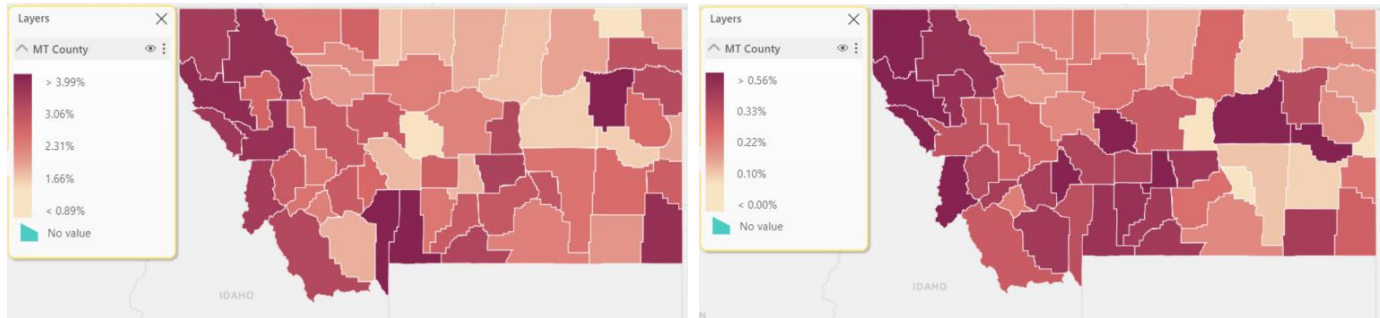 Layers
MT County
> 3.99%
3.06%
2.31%
1.66%
< 0.89%
No value
IDAHO
Layers
MT County
> 0.56%
0.33%
0.22%
0.10%
< 0.00%
No value
IDAHO
N